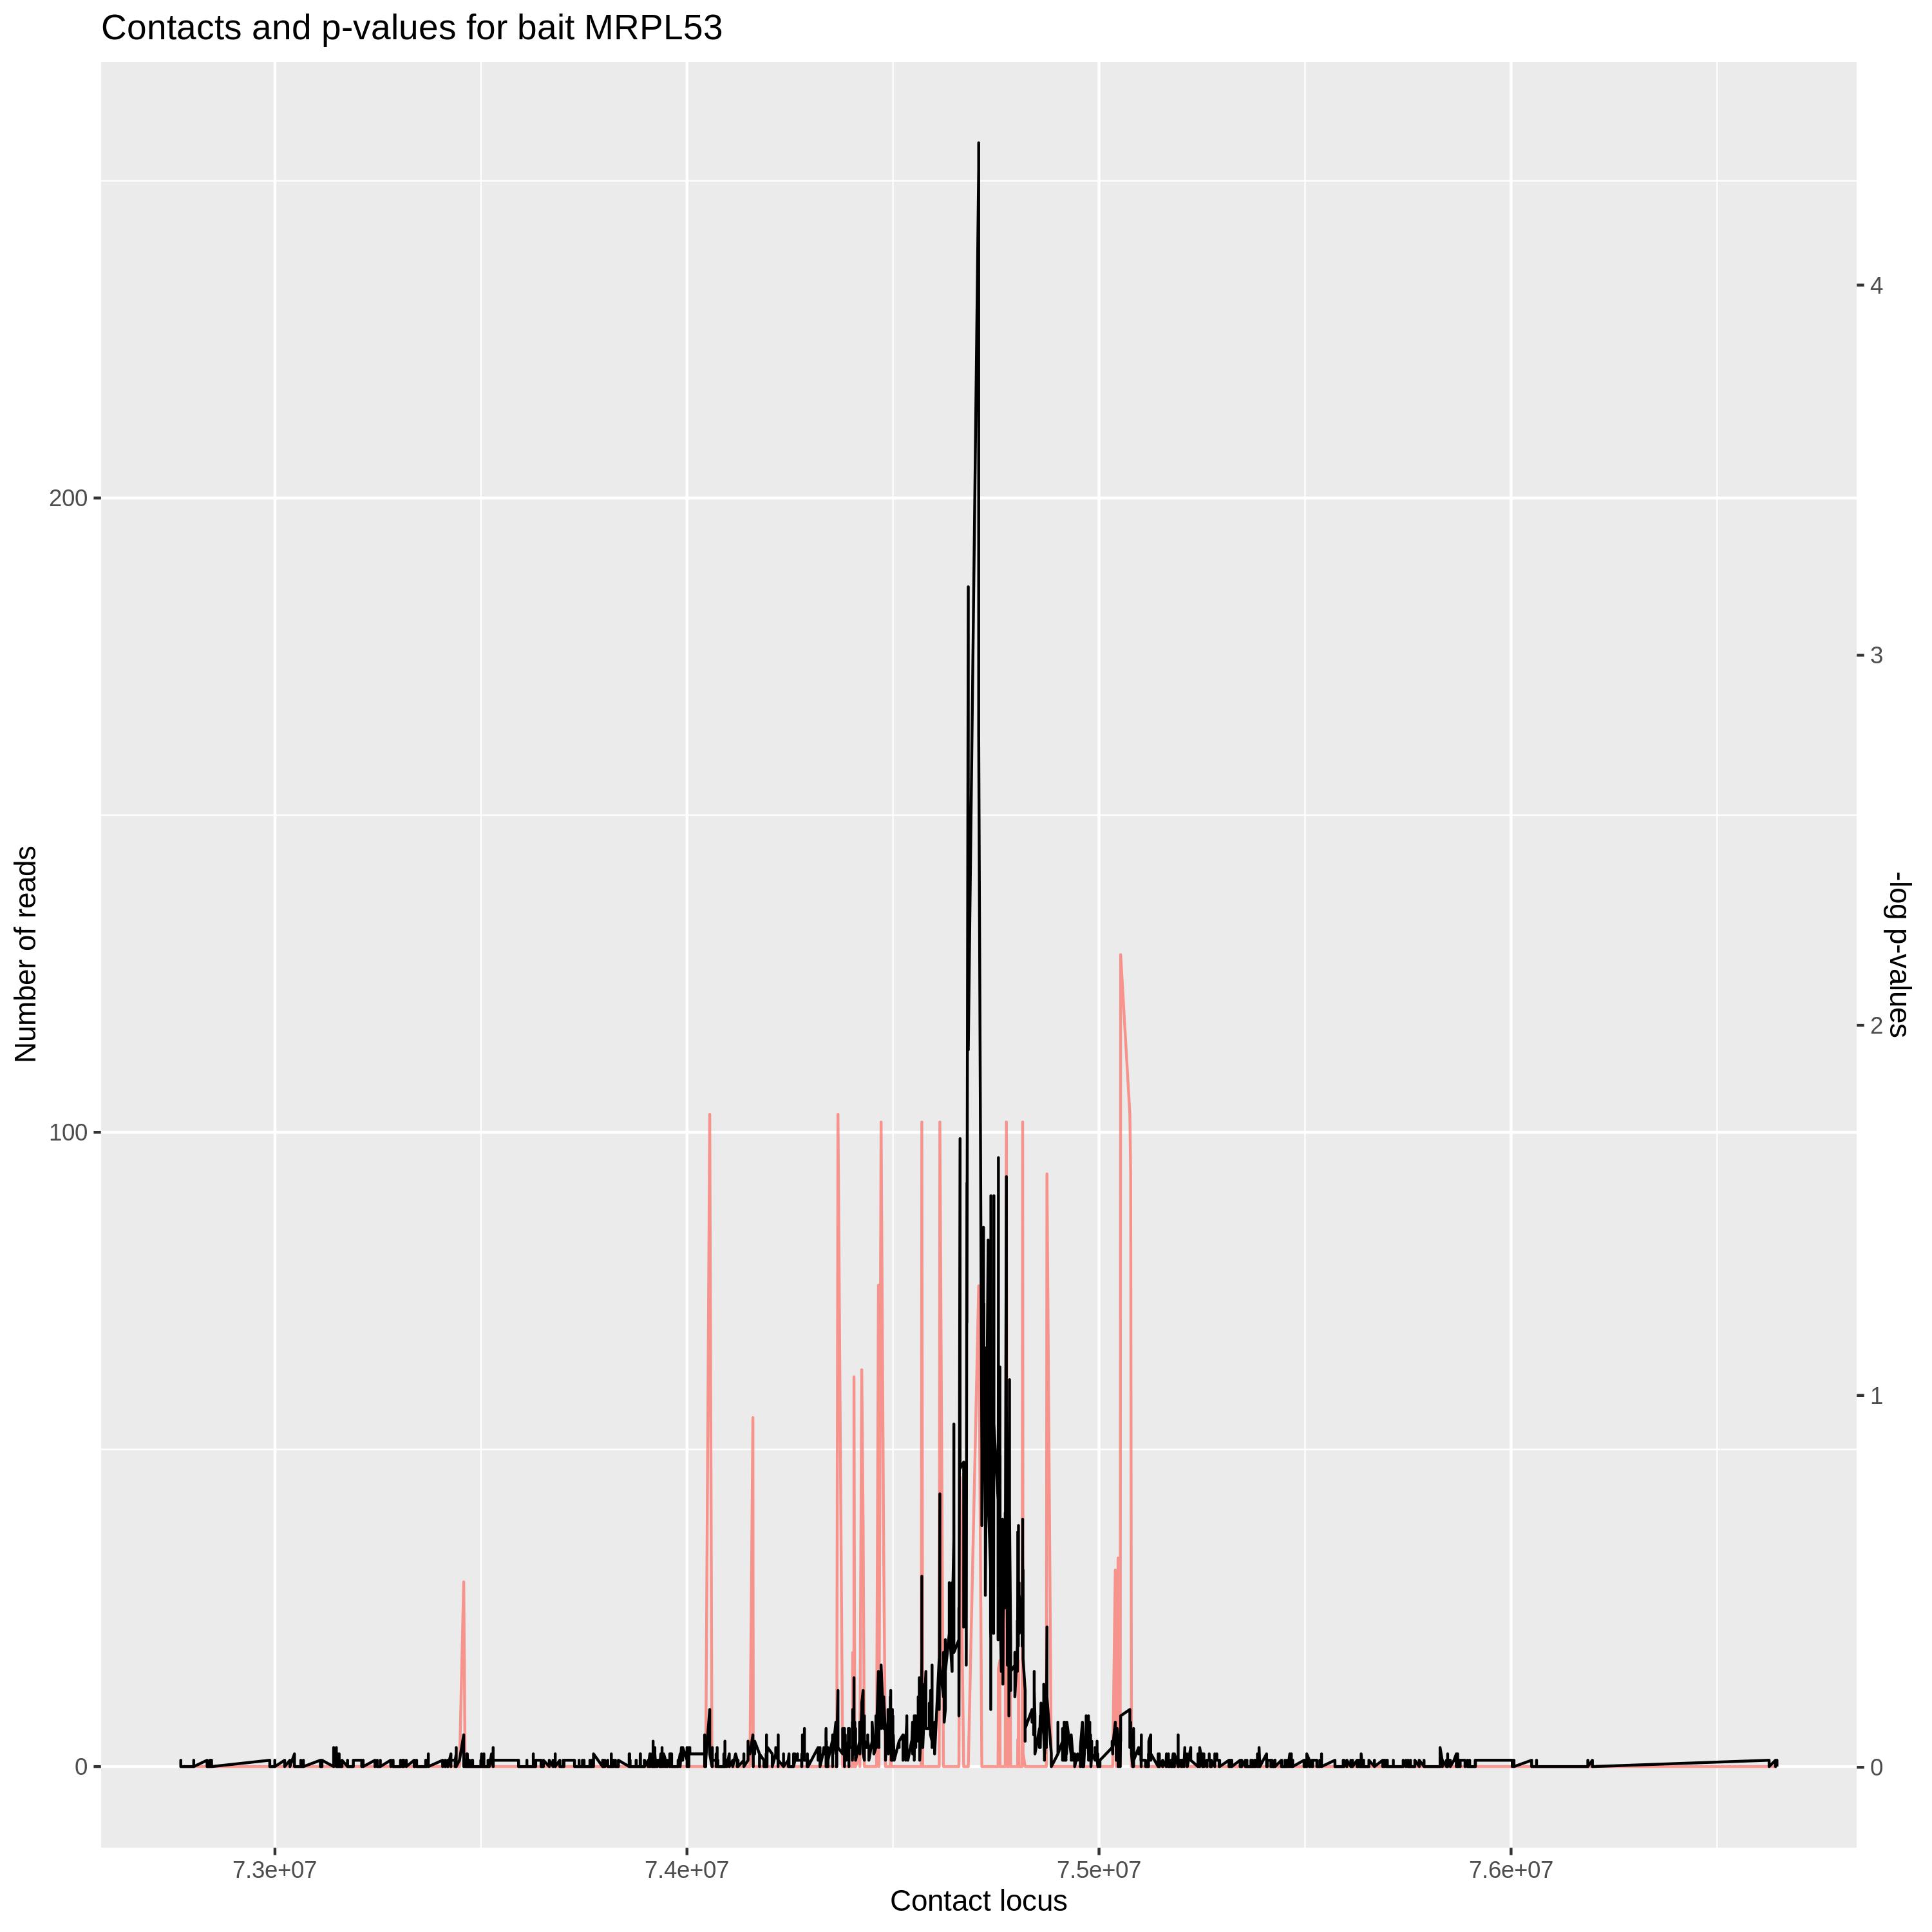 Contacts and p-values for bait MRPL53
Number of reads
200
100
0
4
3
2
1
0
-log p-values
7.3e+07
7.4e+07
7.5e+07
7.6e+07
Contact locus